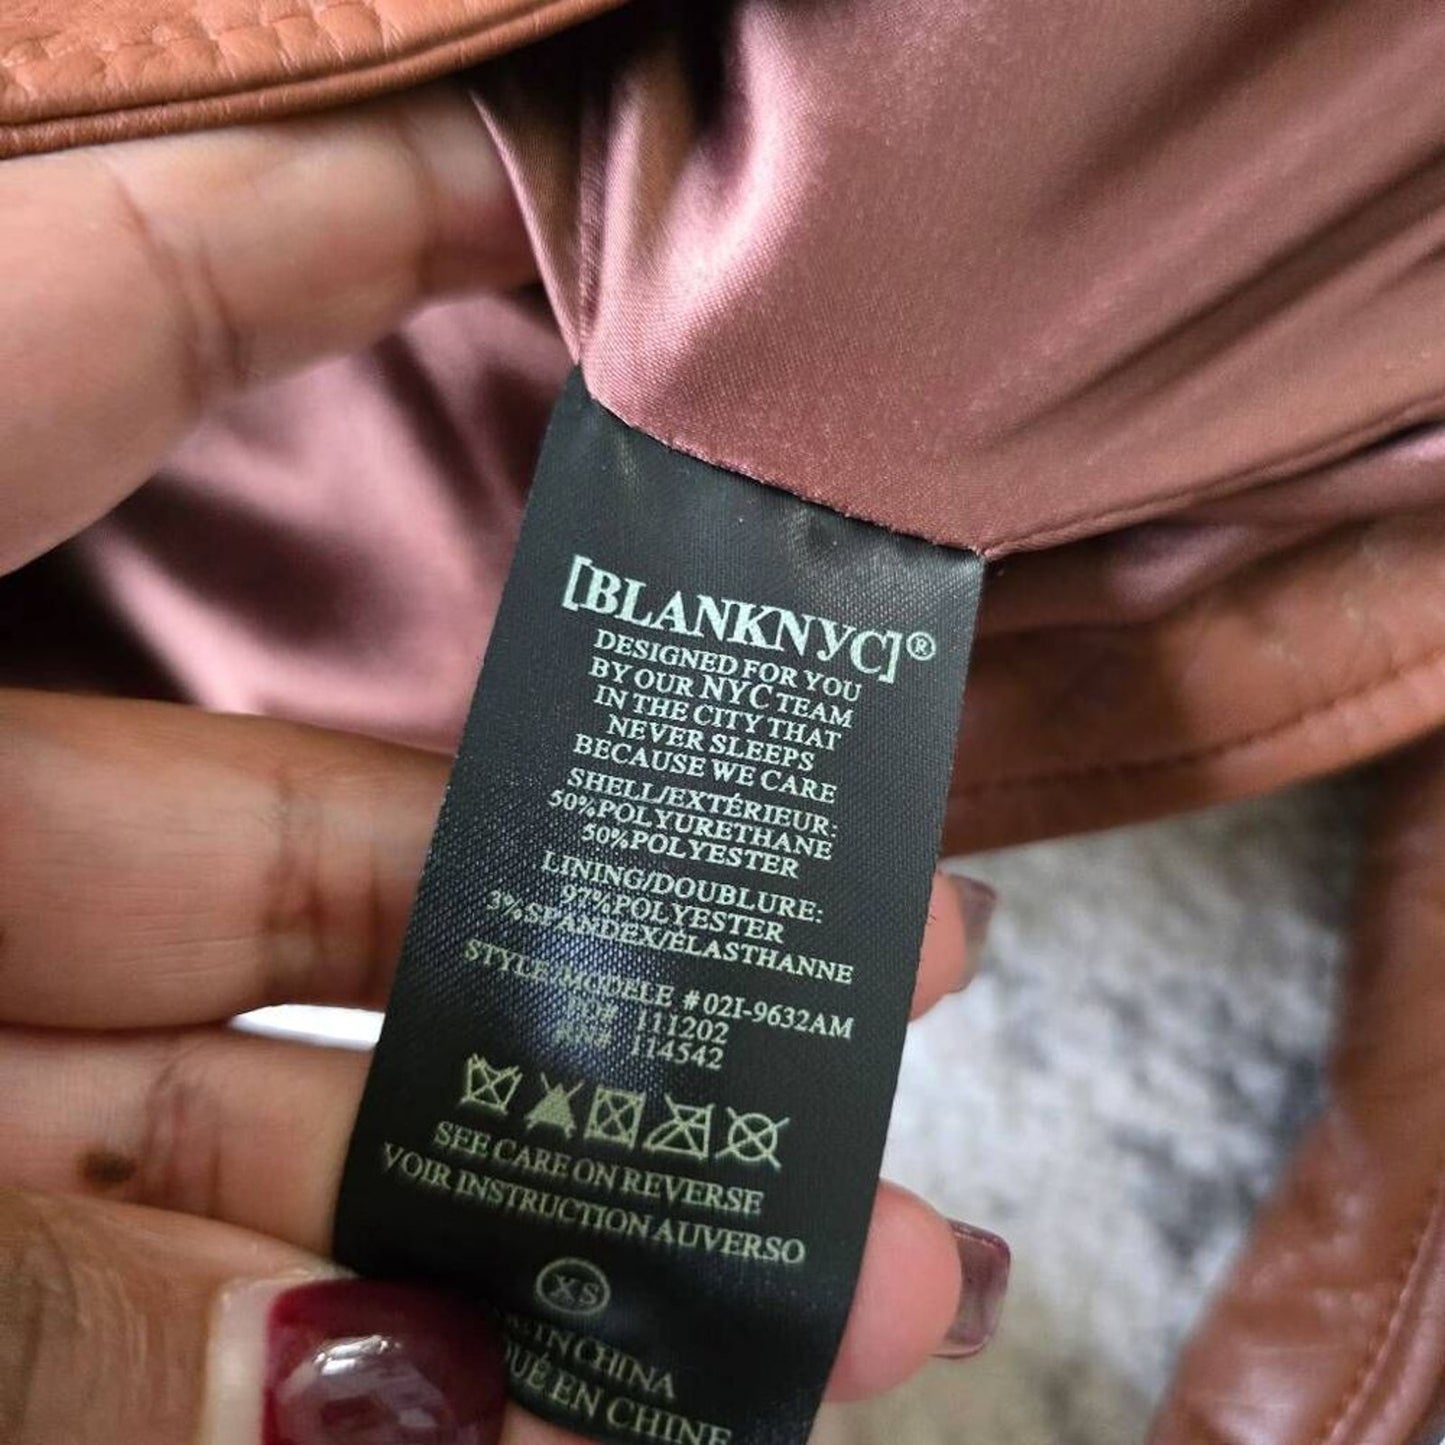 [BLANKNYC]®
DESIGNED FOR YOU
BY OUR NYC TEAM
IN THE CITY THAT
NEVER SLEEPS
BECAUSE WE CARE
SHELL/EXTÉRIEUR:
50%POLYURETHANE
50%POLYESTER
LINING/DOUBLURE:
97%POLYESTER
3%SPANDEX/ÉLASTHANNE
STYLE/MODÈLE #02I-9632AM
111202
114542
SEE CARE ON REVERSE
VOIR INSTRUCTION AUVERSO
XS
IN CHINA
EN CHINE